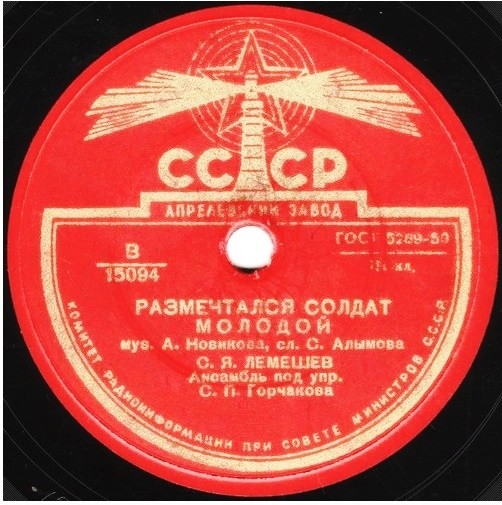 СССР
АПРЕЛЕВСКИЙ ЗАВОД
В
15094
ГОСТ 5289-50
РАЗМЕЧТАЛСЯ СОЛДАТ
МОЛОДОЙ
муз. А. Новикова, сл. С. Алымова
С. Я. ЛЕМЕШЕВ
Ансамбль под упр.
С. П. Горчакова
КОМИТЕТ РАДИОИНФОРМАЦИИ ПРИ СОВЕТЕ МИНИСТРОВ С.С.С.Р.